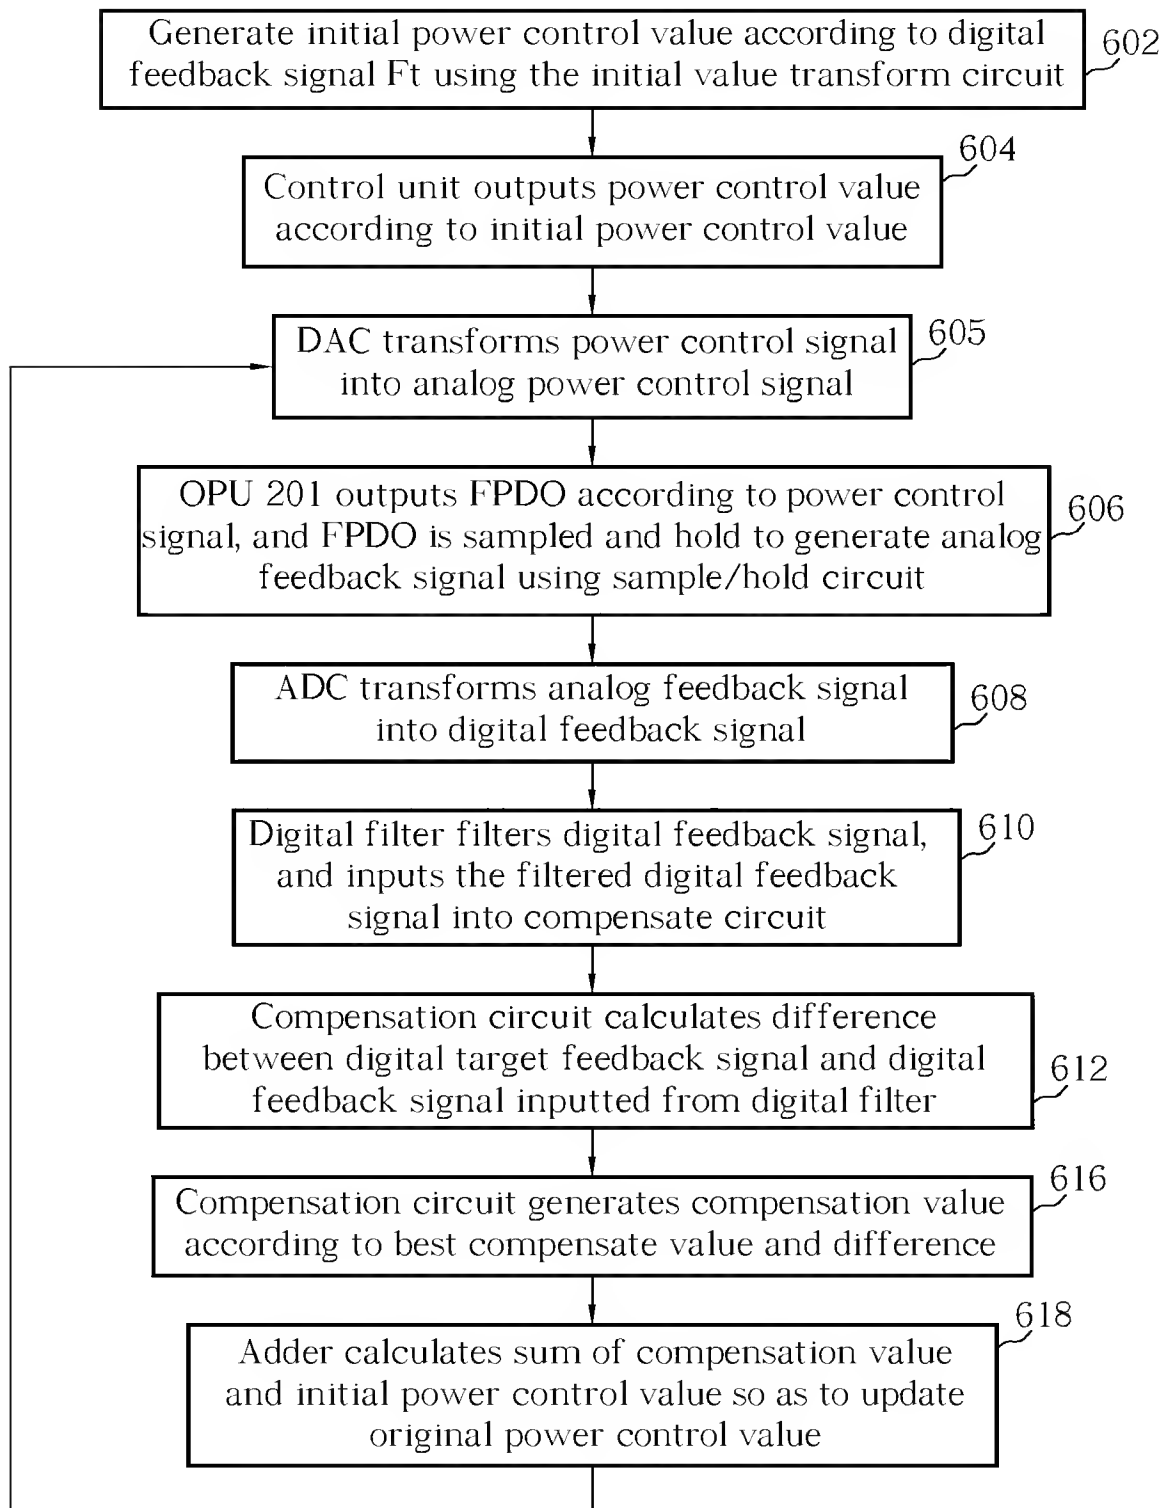 Generate initial power control value according to digital
feedback signal Ft using the initial value transform circuit
602
Control unit outputs power control value
according to initial power control value
604
DAC transforms power control signal
into analog power control signal
605
OPU 201 outputs FPDO according to power control
signal, and FPDO is sampled and hold to generate analog
feedback signal using sample/hold circuit
606
ADC transforms analog feedback signal
into digital feedback signal
608
Digital filter filters digital feedback signal,
and inputs the filtered digital feedback
signal into compensate circuit
610
Compensation circuit calculates difference
between digital target feedback signal and digital
feedback signal inputted from digital filter
612
Compensation circuit generates compensation value
according to best compensate value and difference
616
Adder calculates sum of compensation value
and initial power control value so as to update
original power control value
618